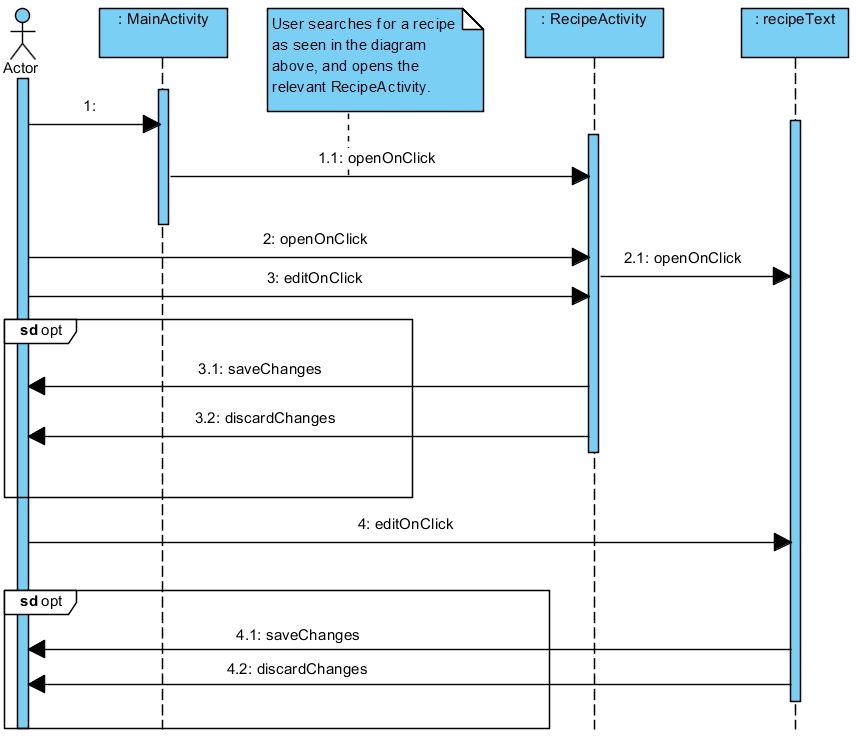 : MainActivity
User searches for a recipe
as seen in the diagram
above, and opens the
relevant RecipeActivity.
: RecipeActivity
: recipeText
Actor
1:
1.1: openOnClick
2: openOnClick
2.1: openOnClick
3: editOnClick
sd opt
3.1: saveChanges
3.2: discardChanges
4: editOnClick
sd opt
4.1: saveChanges
4.2: discardChanges